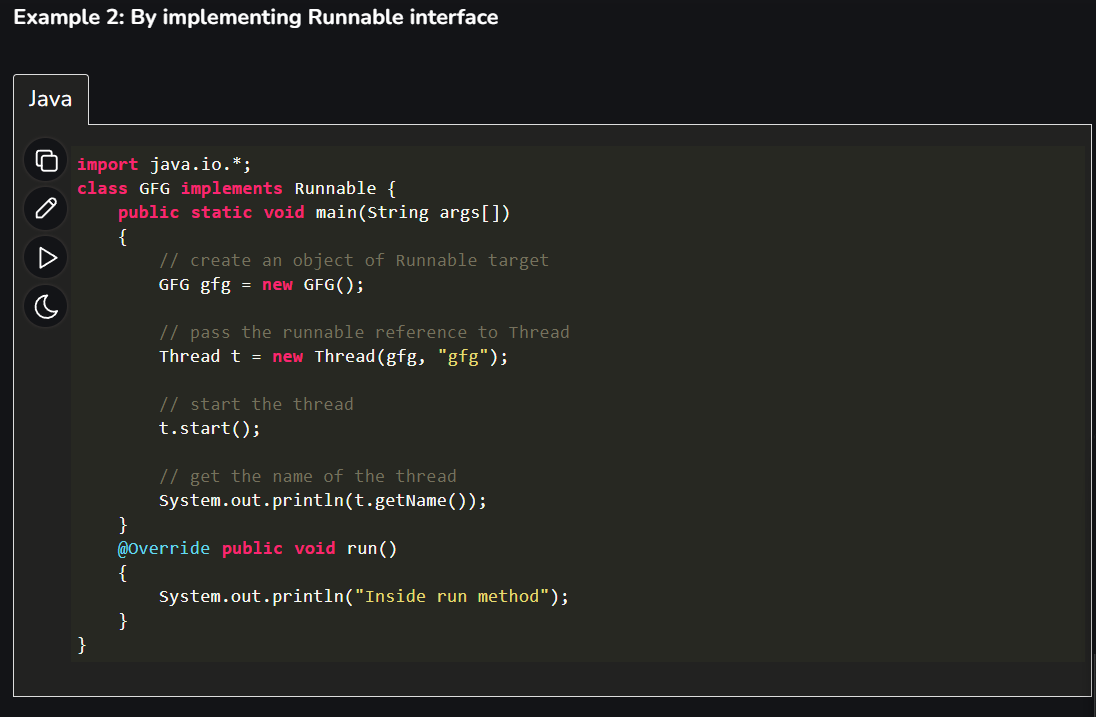 Example 2: By implementing Runnable interface
Java
import java.io.*;
class GFG implements Runnable {
    public static void main(String args[])
    {
        // create an object of Runnable target
        GFG gfg = new GFG();

        // pass the runnable reference to Thread
        Thread t = new Thread(gfg, "gfg");

        // start the thread
        t.start();

        // get the name of the thread
        System.out.println(t.getName());
    }
    @Override public void run()
    {
        System.out.println("Inside run method");
    }
}